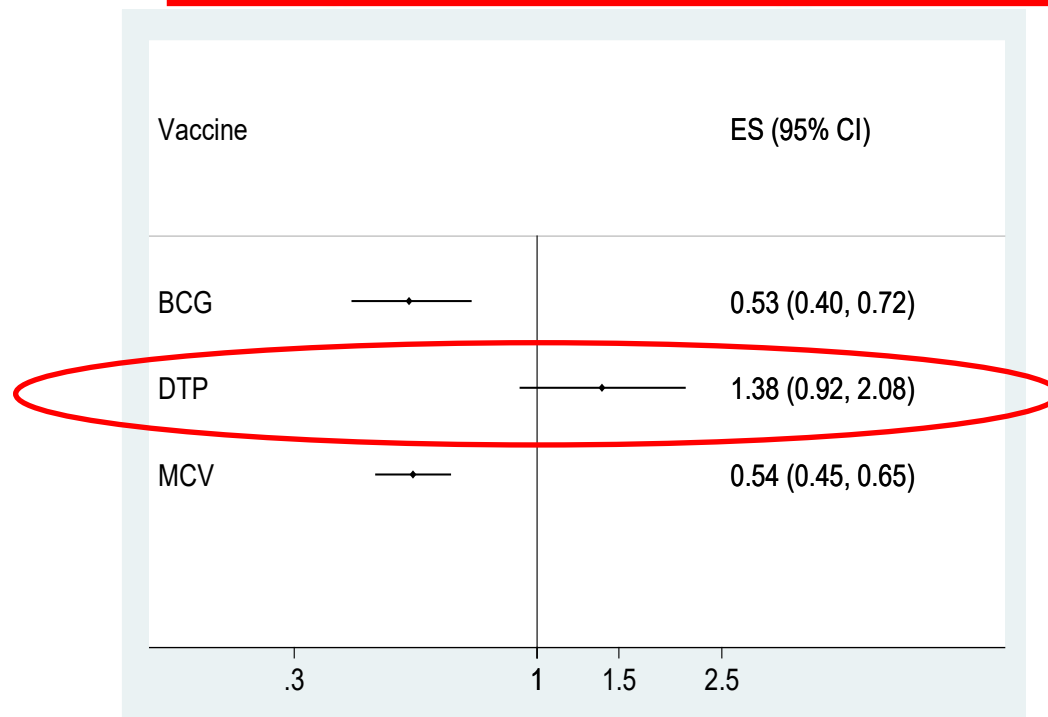 Vaccine ES (95% CI)
BCG 0.53 (0.40, 0.72)
DTP 1.38 (0.92, 2.08)
MCV 0.54 (0.45, 0.65)
.3 1 1.5 2.5